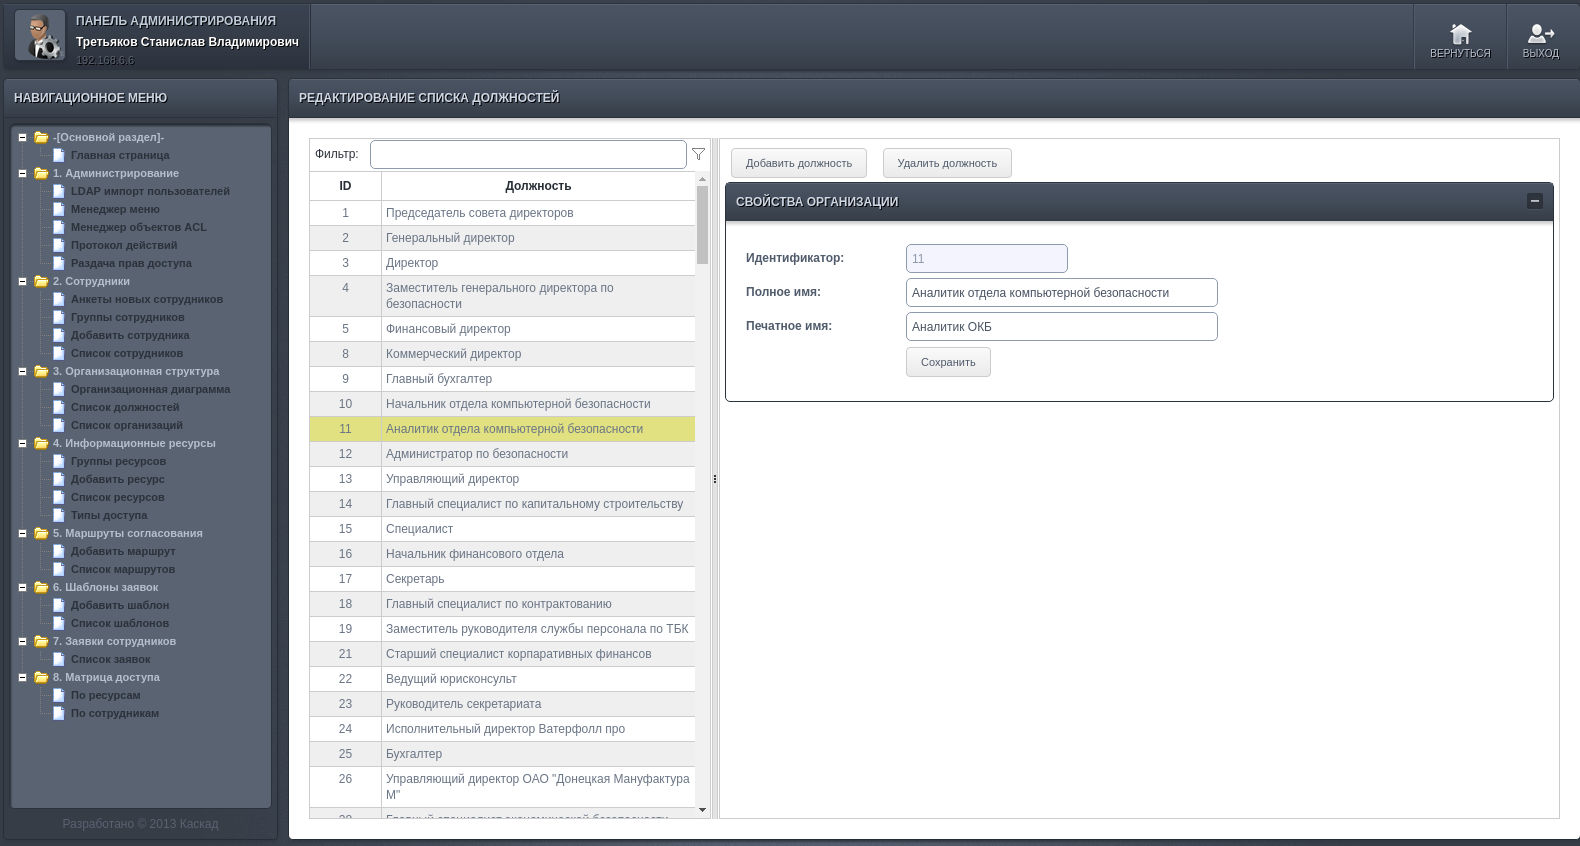 ПАНЕЛЬ АДМИНИСТРИРОВАНИЯ
Третьяков Станислав Владимирович
192.168.6.6
ВЕРНУТЬСЯ
ВЫХОД
НАВИГАЦИОННОЕ МЕНЮ
-[Основной раздел]-
Главная страница
1. Администрирование
LDAP импорт пользователей
Менеджер меню
Менеджер объектов ACL
Протокол действий
Раздача прав доступа
2. Сотрудники
Анкеты новых сотрудников
Группы сотрудников
Добавить сотрудника
Список сотрудников
3. Организационная структура
Организационная диаграмма
Список должностей
Список организаций
4. Информационные ресурсы
Группы ресурсов
Добавить ресурс
Список ресурсов
Типы доступа
5. Маршруты согласования
Добавить маршрут
Список маршрутов
6. Шаблоны заявок
Добавить шаблон
Список шаблонов
7. Заявки сотрудников
Список заявок
8. Матрица доступа
По ресурсам
По сотрудникам
Разработано © 2013 Каскад
РЕДАКТИРОВАНИЕ СПИСКА ДОЛЖНОСТЕЙ
Фильтр:
ID Должность
1 Председатель совета директоров
2 Генеральный директор
3 Директор
4 Заместитель генерального директора по
безопасности
5 Финансовый директор
8 Коммерческий директор
9 Главный бухгалтер
10 Начальник отдела компьютерной безопасности
11 Аналитик отдела компьютерной безопасности
12 Администратор по безопасности
13 Управляющий директор
14 Главный специалист по капитальному строительству
15 Специалист
16 Начальник финансового отдела
17 Секретарь
18 Главный специалист по контрактованию
19 Заместитель руководителя службы персонала по ТБК
21 Старший специалист корпаративных финансов
22 Ведущий юрисконсульт
23 Руководитель секретариата
24 Исполнительный директор Ватерфолл про
25 Бухгалтер
26 Управляющий директор ОАО "Донецкая Мануфактура
М"
Добавить должность
Удалить должность
СВОЙСТВА ОРГАНИЗАЦИИ
Идентификатор: 11
Полное имя: Аналитик отдела компьютерной безопасности
Печатное имя: Аналитик ОКБ
Сохранить